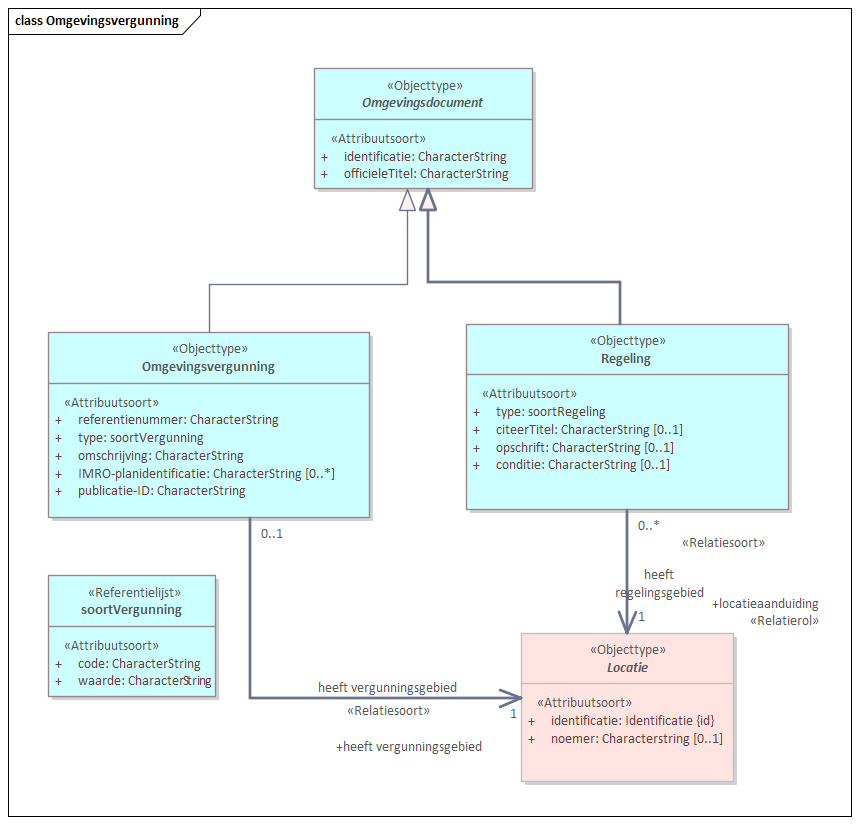 class Omgevingsvergunning
«Objecttype»
Omgevingsdocument
«Attribuutsoort»
+ identificatie: CharacterString
+ officieleTitel: CharacterString
«Objecttype»
Omgevingsvergunning
«Attribuutsoort»
+ referentienummer: CharacterString
+ type: soortVergunning
+ omschrijving: CharacterString
+ IMRO-planidentificatie: CharacterString [0..*]
+ publicatie-ID: CharacterString
«Objecttype»
Regeling
«Attribuutsoort»
+ type: soortRegeling
+ citeerTitel: CharacterString [0..1]
+ opschrift: CharacterString [0..1]
+ conditie: CharacterString [0..1]
0..1
0..*
«Relatiesoort»
heeft
regelingsgebied
+locatieaanduiding
«Relatierol»
1
«Referentielijst»
soortVergunning
«Attribuutsoort»
+ code: CharacterString
+ waarde: CharacterString
heeft vergunningsgebied
«Relatiesoort»
1
+heeft vergunningsgebied
«Objecttype»
Locatie
«Attribuutsoort»
+ identificatie: Identificatie {id}
+ noemer: Characterstring [0..1]